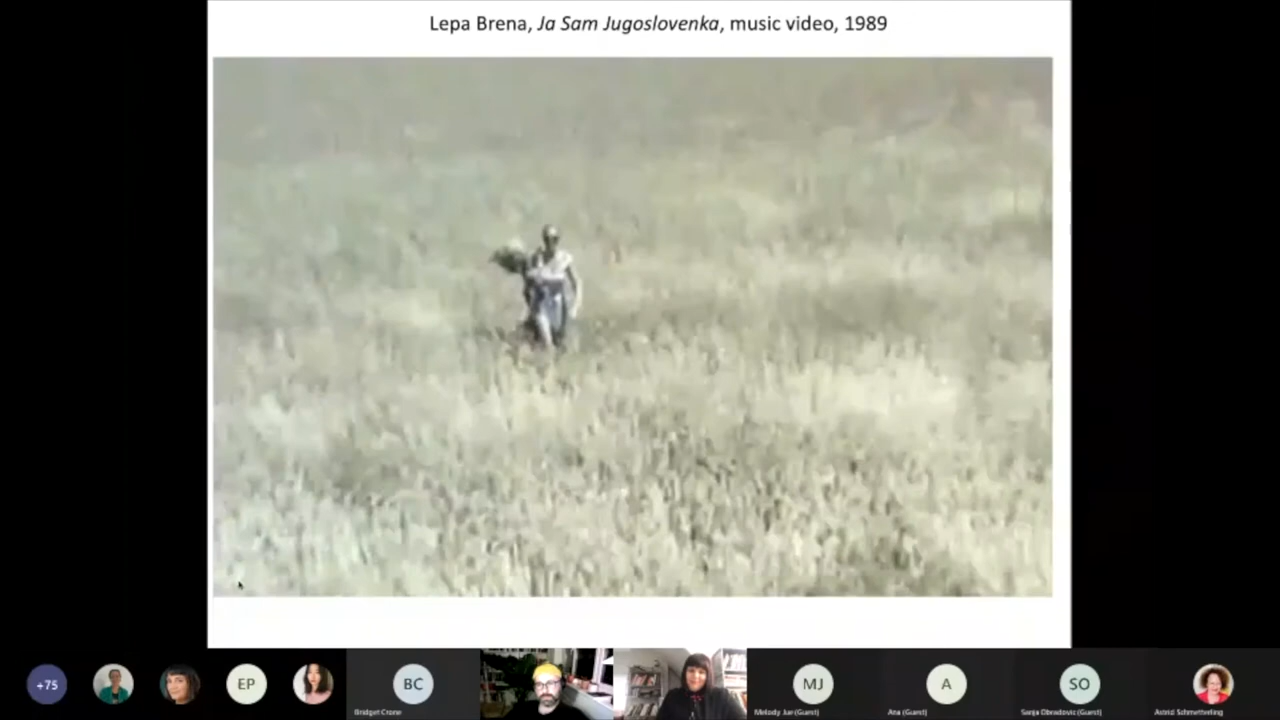 Lepa Brena, Ja Sam Jugoslovenka, music video, 1989
+75
EP
BC
MJ
A
SO
Bridget Crone
Melody Jue (Guest)
Ana (Guest)
Sanja Obradovic (Guest)
Astrid Schmetterling